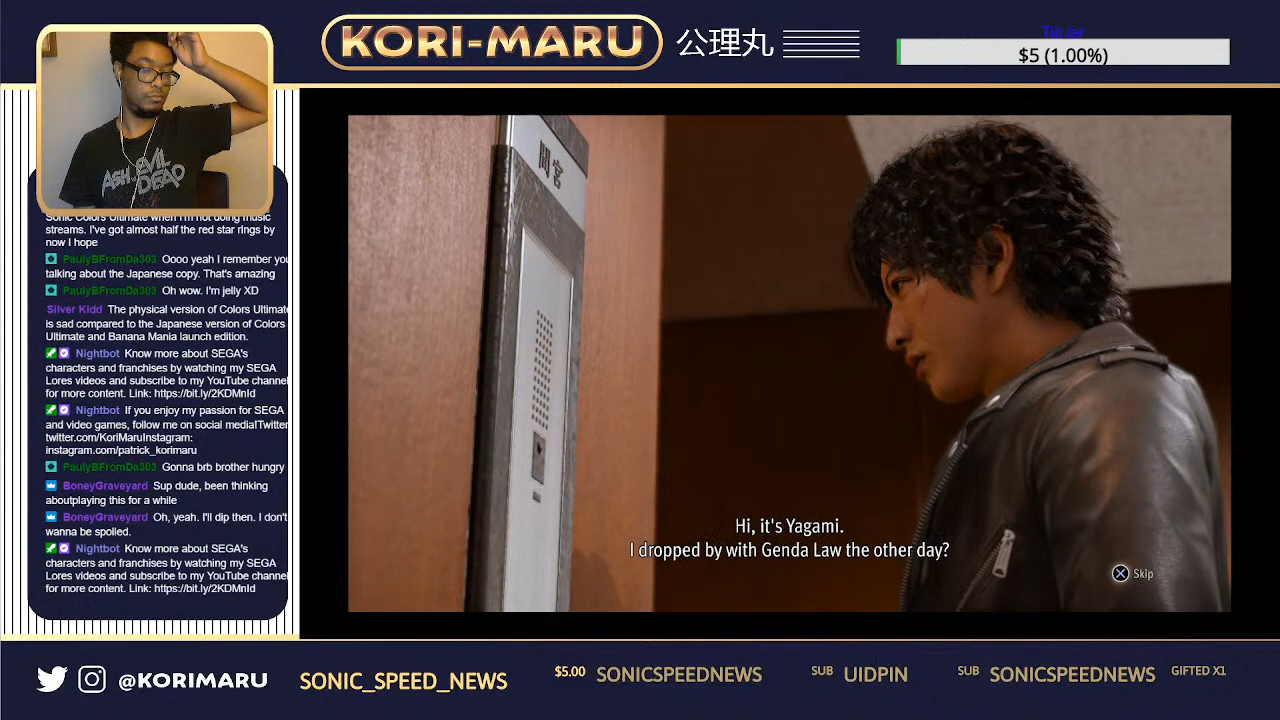 KORI-MARU
公理丸
Tip Jar
$5 (1.00%)
ASH EVIL
DEAD
Sonic Colors Ultimate when I'm not doing music
streams. I've got almost half the red star rings by
now I hope
PaulyBFromDa303 Oooo yeah I remember you
talking about the Japanese copy. That's amazing
PaulyBFromDa303 Oh wow. I'm jelly XD
Silver Kidd The physical version of Colors Ultimate
is sad compared to the Japanese version of Colors
Ultimate and Banana Mania launch edition.
Nightbot Know more about SEGA's
characters and franchises by watching my SEGA
Lores videos and subscribe to my YouTube channel
for more content. Link: https://bit.ly/2KDMnId
Nightbot If you enjoy my passion for SEGA
and video games, follow me on social media!Twitter
twitter.com/KoriMaruInstagram:
instagram.com/patrick_korimaru
PaulyBFromDa303 Gonna brb brother hungry
BoneyGraveyard Sup dude, been thinking
aboutplaying this for a while
BoneyGraveyard Oh, yeah. I'll dip then. I don't
wanna be spoiled.
Nightbot Know more about SEGA's
characters and franchises by watching my SEGA
Lores videos and subscribe to my YouTube channel
for more content. Link: https://bit.ly/2KDMnId
間宮
Hi, it's Yagami.
I dropped by with Genda Law the other day?
Skip
@KORIMARU
SONIC_SPEED_NEWS
$5.00 SONICSPEEDNEWS
SUB UIDPIN
SUB SONICSPEEDNEWS GIFTED X1